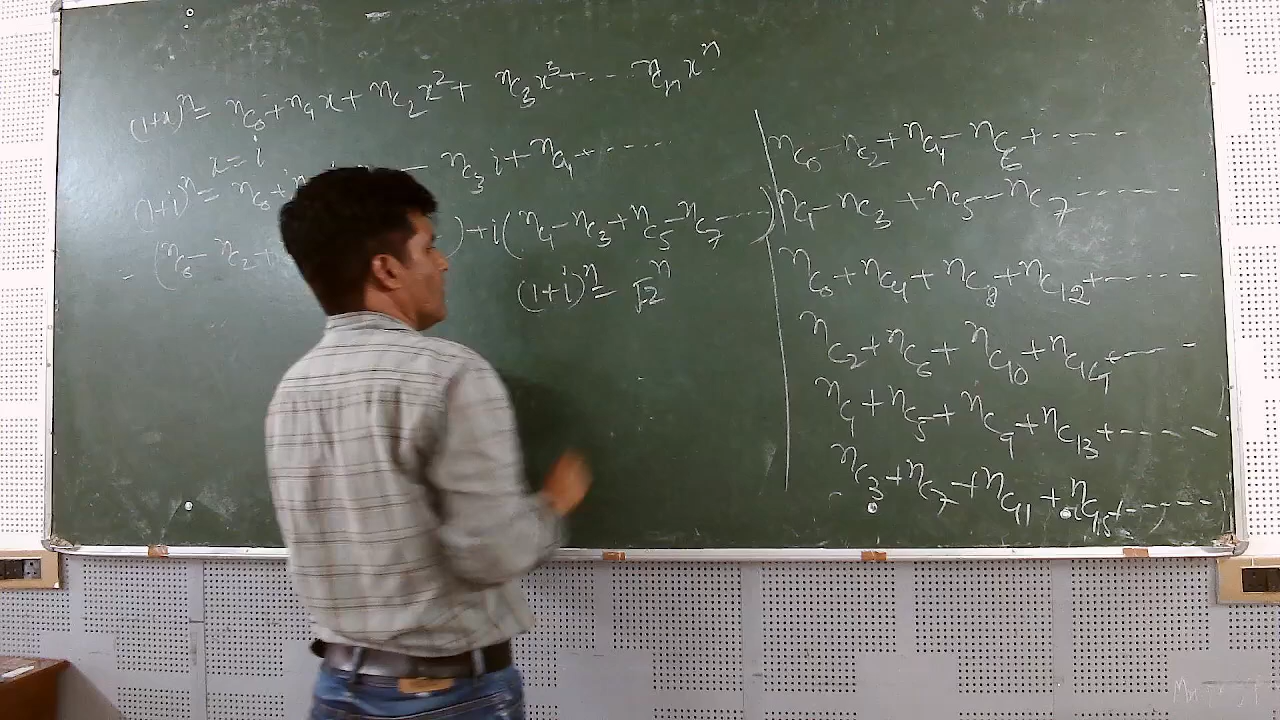 (1+x)ⁿ = ⁿC₀ + ⁿC₁x + ⁿC₂x² + ⁿC₃x³ + ... ⁿCₙxⁿ
x = i
(1+i)ⁿ = ⁿC₀ + i - ⁿC₃i + ⁿC₄ + ......
= (ⁿC₀ - ⁿC₂ + ) + i(ⁿC₁ - ⁿC₃ + ⁿC₅ - ⁿC₇ ----- )
(1+i)ⁿ = √2ⁿ
ⁿC₀ - ⁿC₂ + ⁿC₄ - ⁿC₆ + ----
ⁿC₁ - ⁿC₃ + ⁿC₅ - ⁿC₇ ------
ⁿC₀ + ⁿC₄ + ⁿC₈ + ⁿC₁₂ + ------
ⁿC₂ + ⁿC₆ + ⁿC₁₀ + ⁿC₁₄ + -----
ⁿC₁ + ⁿC₅ + ⁿC₉ + ⁿC₁₃ + -----
ⁿC₃ + ⁿC₇ + ⁿC₁₁ + ⁿC₁₅ + -----